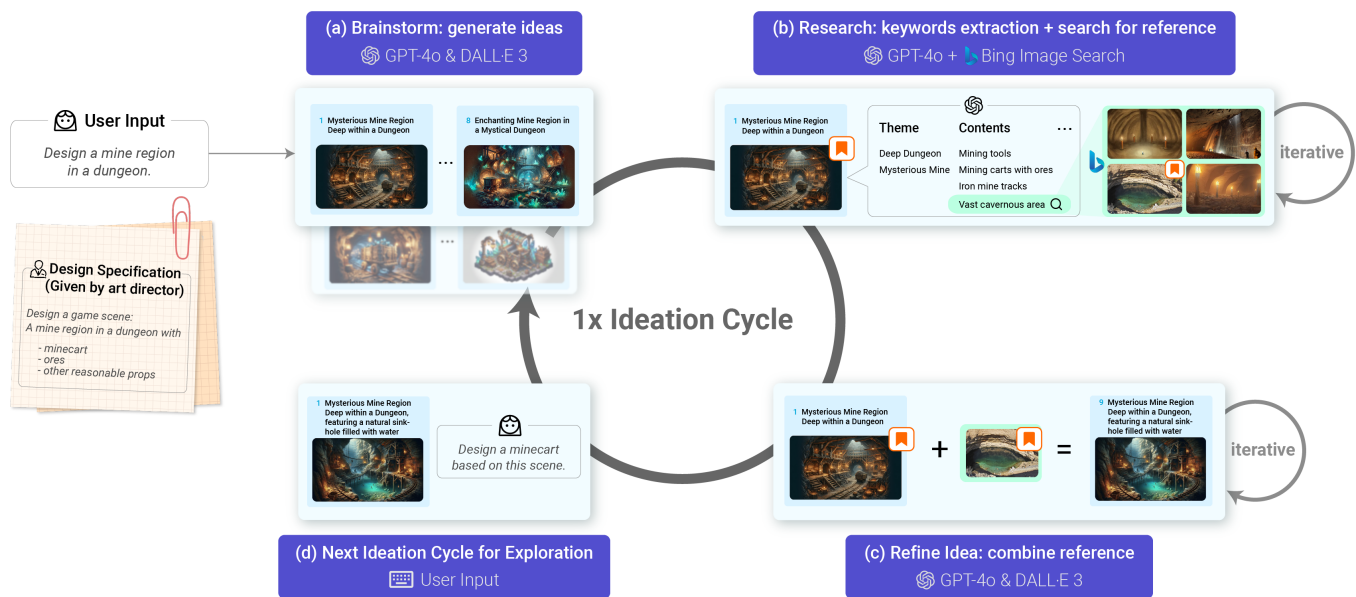 (a) Brainstorm: generate ideas
GPT-4o & DALL·E 3
(b) Research: keywords extraction + search for reference
GPT-4o + Bing Image Search
User Input
Design a mine region
in a dungeon.
Design Specification
(Given by art director)
Design a game scene:
A mine region in a dungeon with
- minecart
- ores
- other reasonable props
1 Mysterious Mine Region
Deep within a Dungeon
...
8 Enchanting Mine Region in
a Mystical Dungeon
...
1 Mysterious Mine Region
Deep within a Dungeon
Theme
Deep Dungeon
Mysterious Mine
Contents
Mining tools
Mining carts with ores
Iron mine tracks
Vast cavernous area
...
iterative
1x Ideation Cycle
1 Mysterious Mine Region
Deep within a Dungeon,
featuring a natural sink-
hole filled with water
Design a minecart
based on this scene.
1 Mysterious Mine Region
Deep within a Dungeon
+
=
9 Mysterious Mine Region
Deep within a Dungeon,
featuring a natural sink-
hole filled with water
iterative
(d) Next Ideation Cycle for Exploration
User Input
(c) Refine Idea: combine reference
GPT-4o & DALL·E 3